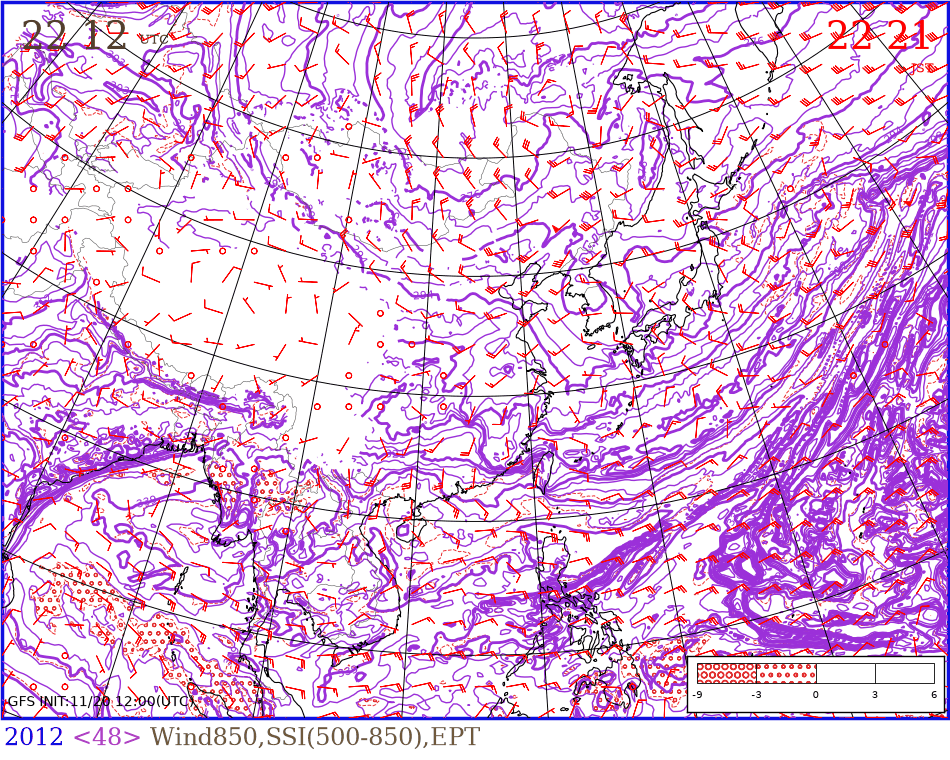 22 12 UTC
22 21 JST
GFS INIT:11/20 12:00(UTC)
-9 -3 0 3 6
2012 <48> Wind850,SSI(500-850),EPT